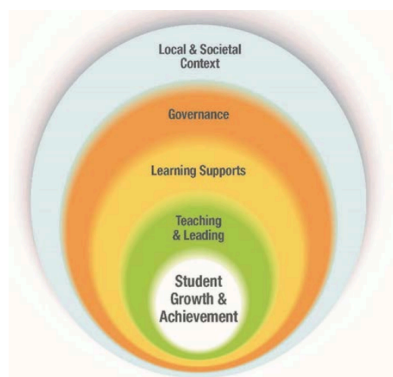 Local & Societal
Context
Governance
Learning Supports
Teaching
& Leading
Student
Growth &
Achievement